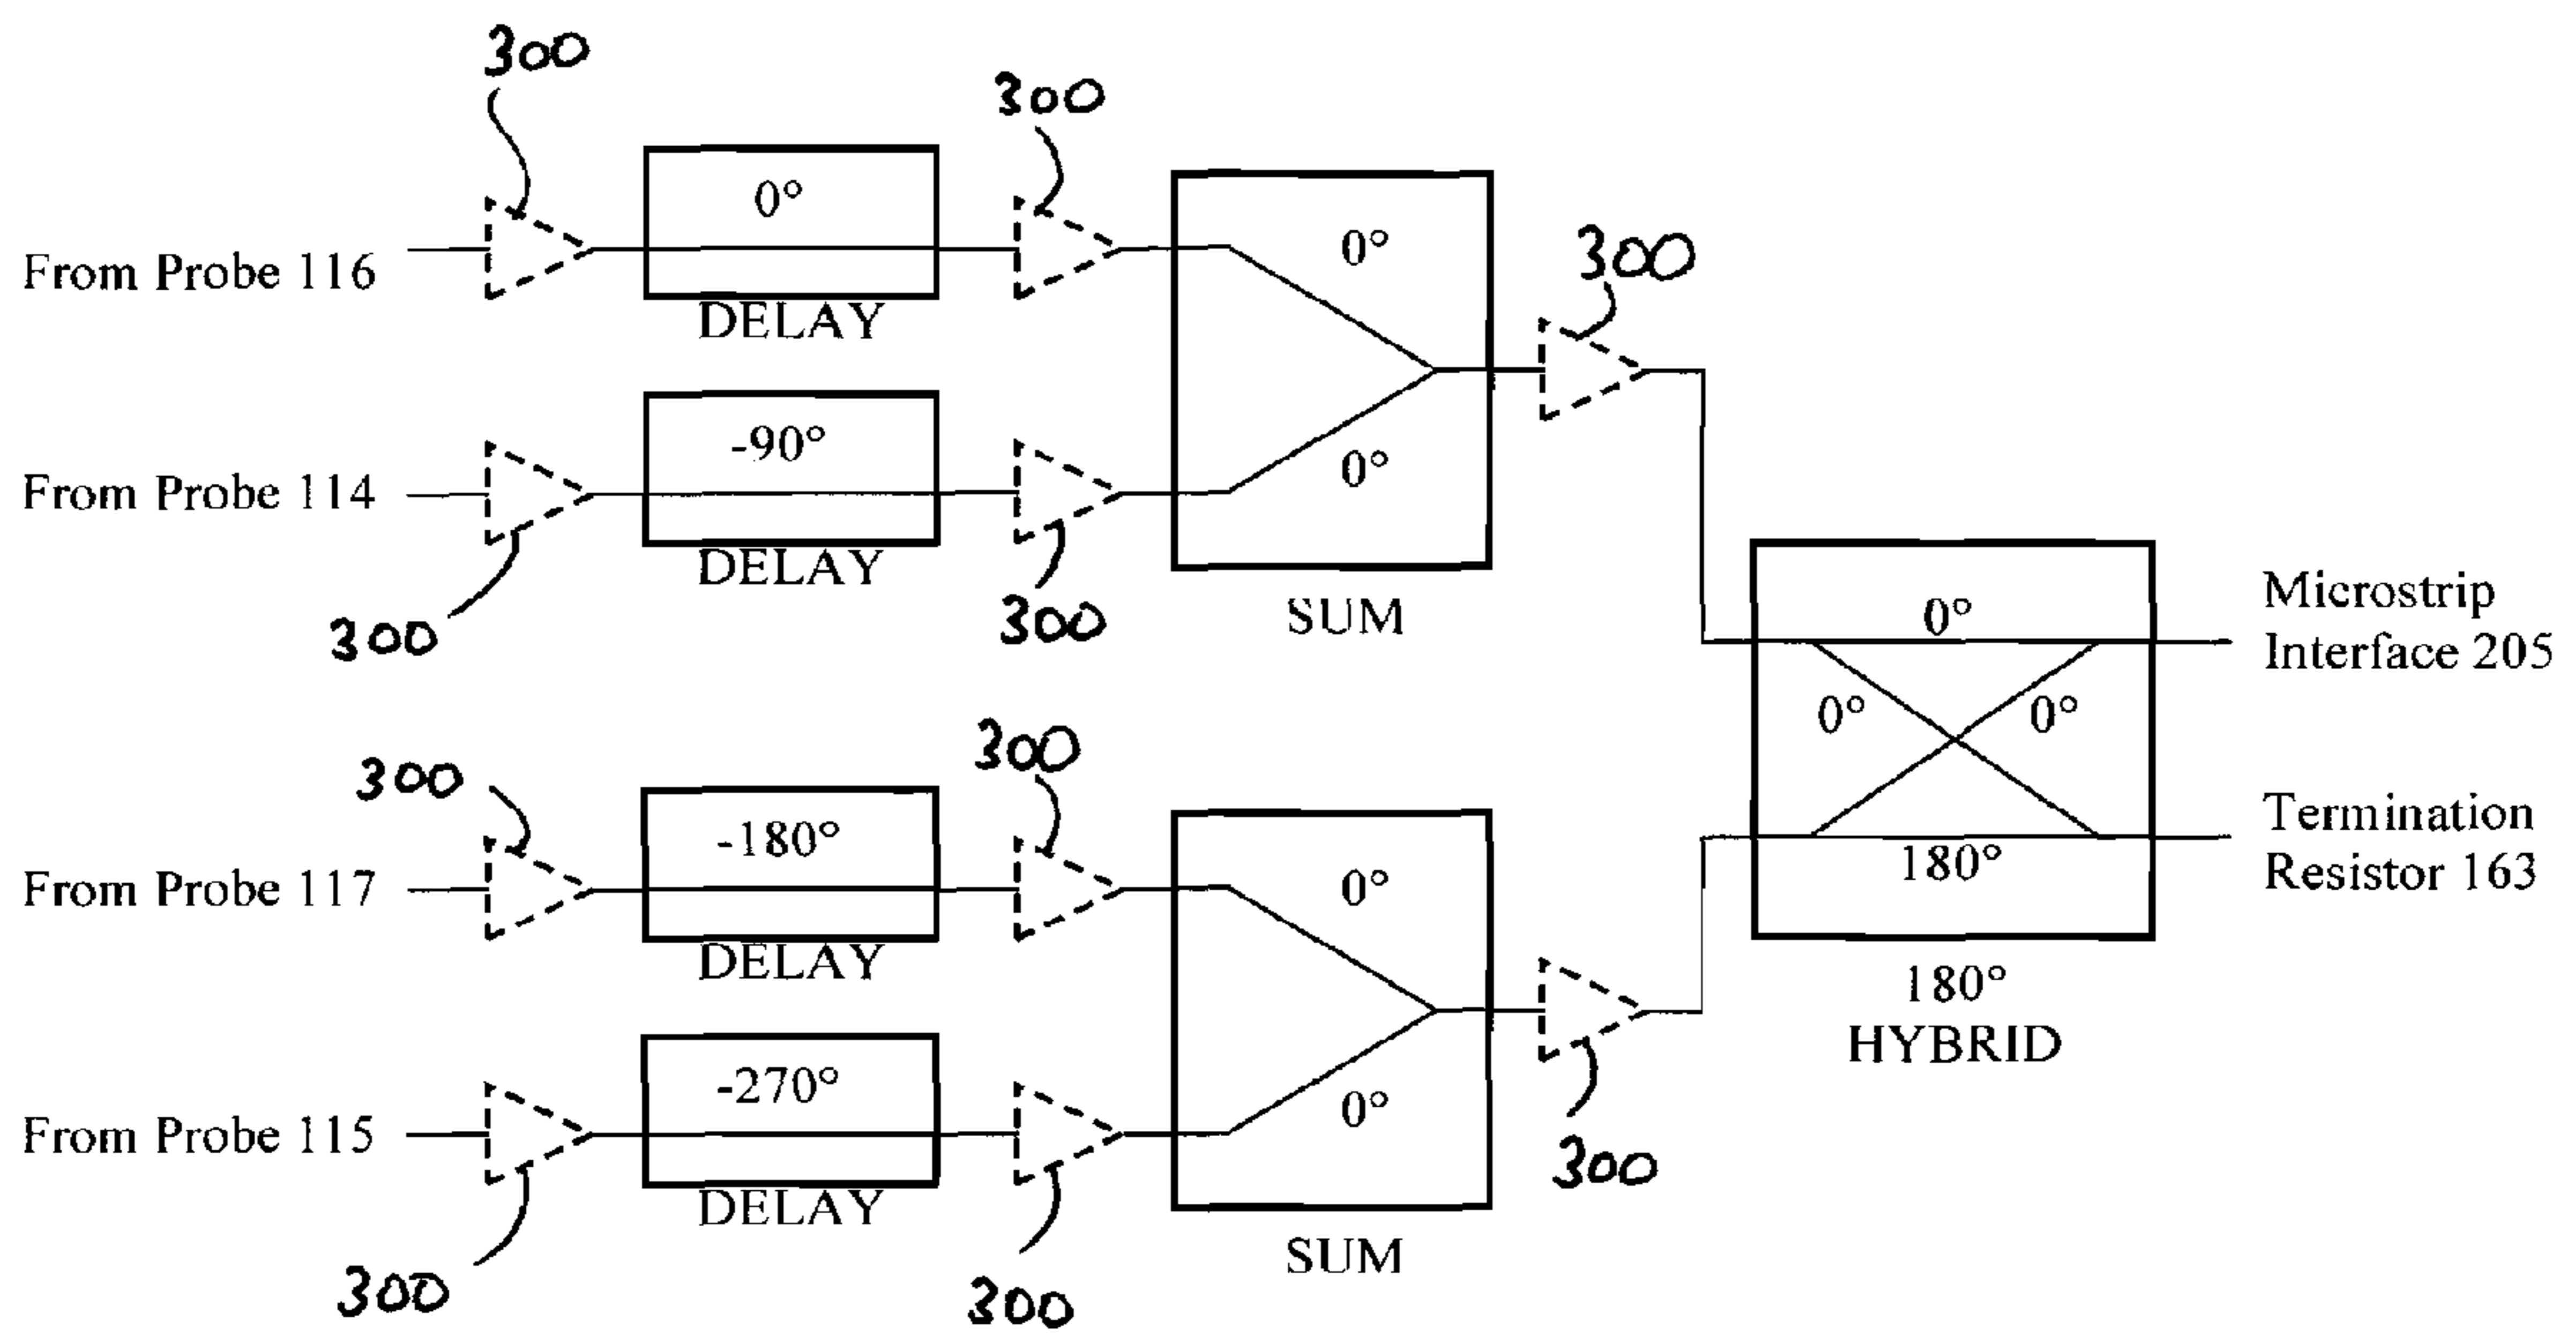 300
300
0°
From Probe 116
DELAY
0°
300
-90°
From Probe 114
DELAY
0°
300
300
SUM
0°
0°
0°
180°
Microstrip
Interface 205
Termination
Resistor 163
180°
HYBRID
300
300
-180°
From Probe 117
DELAY
0°
-270°
From Probe 115
DELAY
0°
300
300
300
SUM